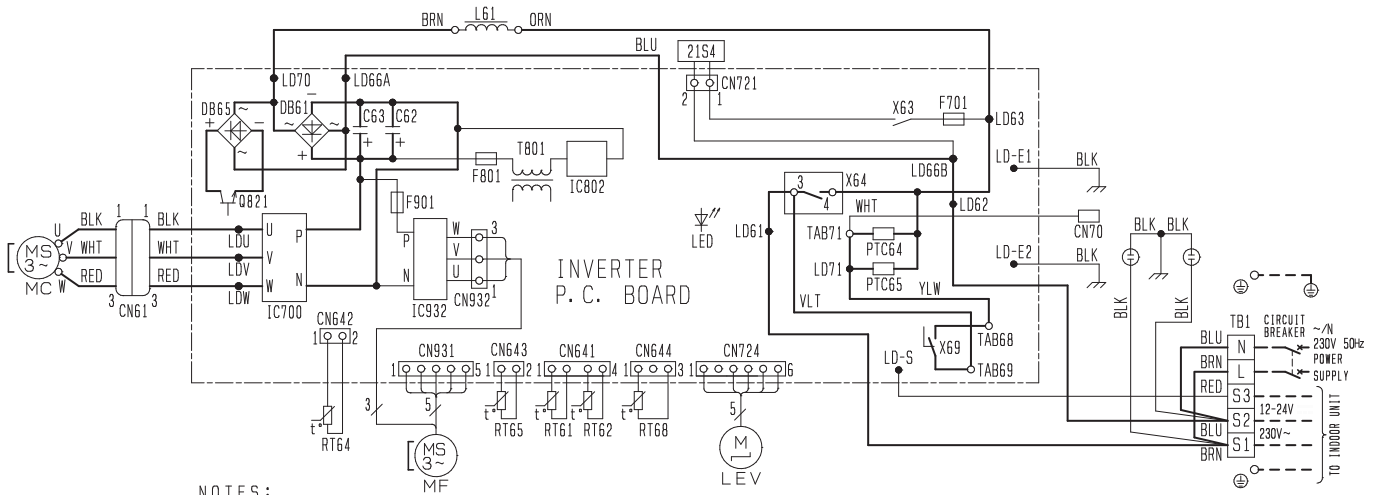 BRN L61 ORN
BLU
21S4
LD70 LD66A
CN721
2 1
DB65 ~ DB61 −
C63 C62
X63 F701
LD63
+ − ~ ~
~ + + +
F801 T801 IC802
LD66B
LD-E1 BLK
Q821
F901
3 X64
4
WHT
LD62
LED
LD61
TAB71
PTC64
CN70
U BLK 1 1 BLK
LDU
U P
P W 3
MS 3~ V WHT WHT
LDV
V
V
LD71
PTC65
LD-E2 BLK
BLK BLK
W RED RED
LDW
W N
N U 1
MC
3 3
CN61
IC700
IC932
CN932
INVERTER
P.C. BOARD
VLT
YLW
BLK
BLK
CN642
1 2
X69
TAB68
TAB69
LD-S
TB1
CIRCUIT BREAKER
~/N
230V 50Hz
POWER
SUPPLY
BLU N
BRN L
RED S3
12-24V
S2
BLU
230V~
BRN S1
TO INDOOR UNIT
CN931
1 5
CN643
1 2
CN641
1 4
CN644
1 3
CN724
1 6
3
5
5
t°
RT64
t°
RT65
t° t°
RT61 RT62
t°
RT68
MS 3~
MF
M
LEV
NOTES: